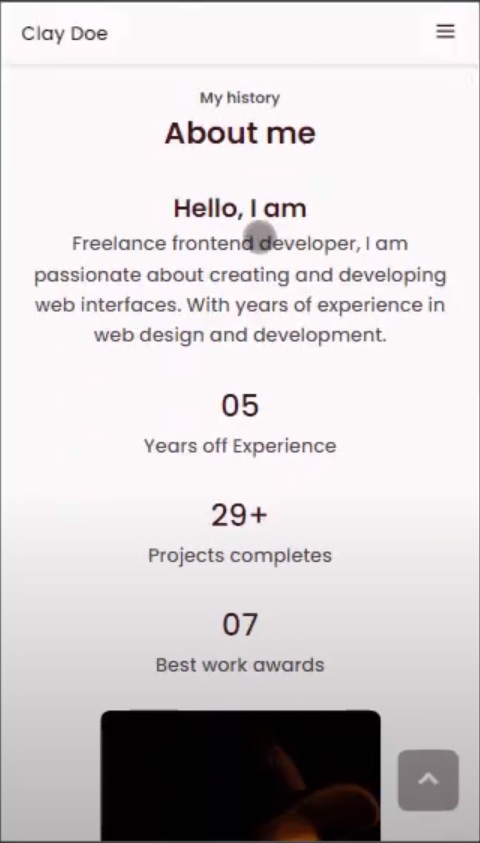 Clay Doe
My history
About me
Hello, I am
Freelance frontend developer, I am
passionate about creating and developing
web interfaces. With years of experience in
web design and development.
05
Years off Experience
29+
Projects completes
07
Best work awards